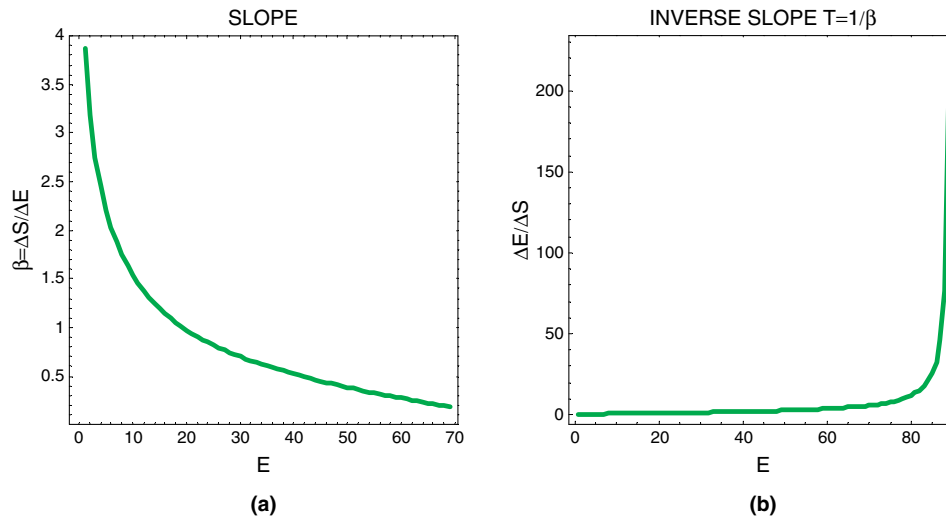 SLOPE
4
3.5
3
2.5
2
1.5
1
0.5
β=ΔS/ΔE
0 10 20 30 40 50 60 70
E
(a)
INVERSE SLOPE T=1/β
200
150
100
50
0
ΔE/ΔS
0 20 40 60 80
E
(b)